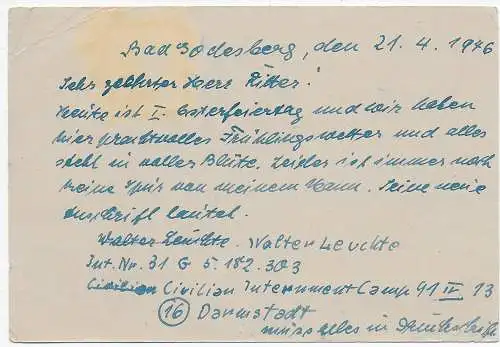 Bad Godesberg, den 21. 4. 1946
Sehr geehrter Herr Ritter!
Heute ist I. Osterfeiertag und wir haben
hier prachtvolles Frühlingswetter und alles
steht in voller Blüte. Leider ist immer noch
keine Spur von meinem Mann. Seine neue
Anschrift lautet.
Walter Leuchte. Walter Leuchte
Int. Nr. 31 G 5. 182. 303
Civilian Civilian Internment Camp 91 IV 13
(16) Darmstadt
muss alles in Druckschrift